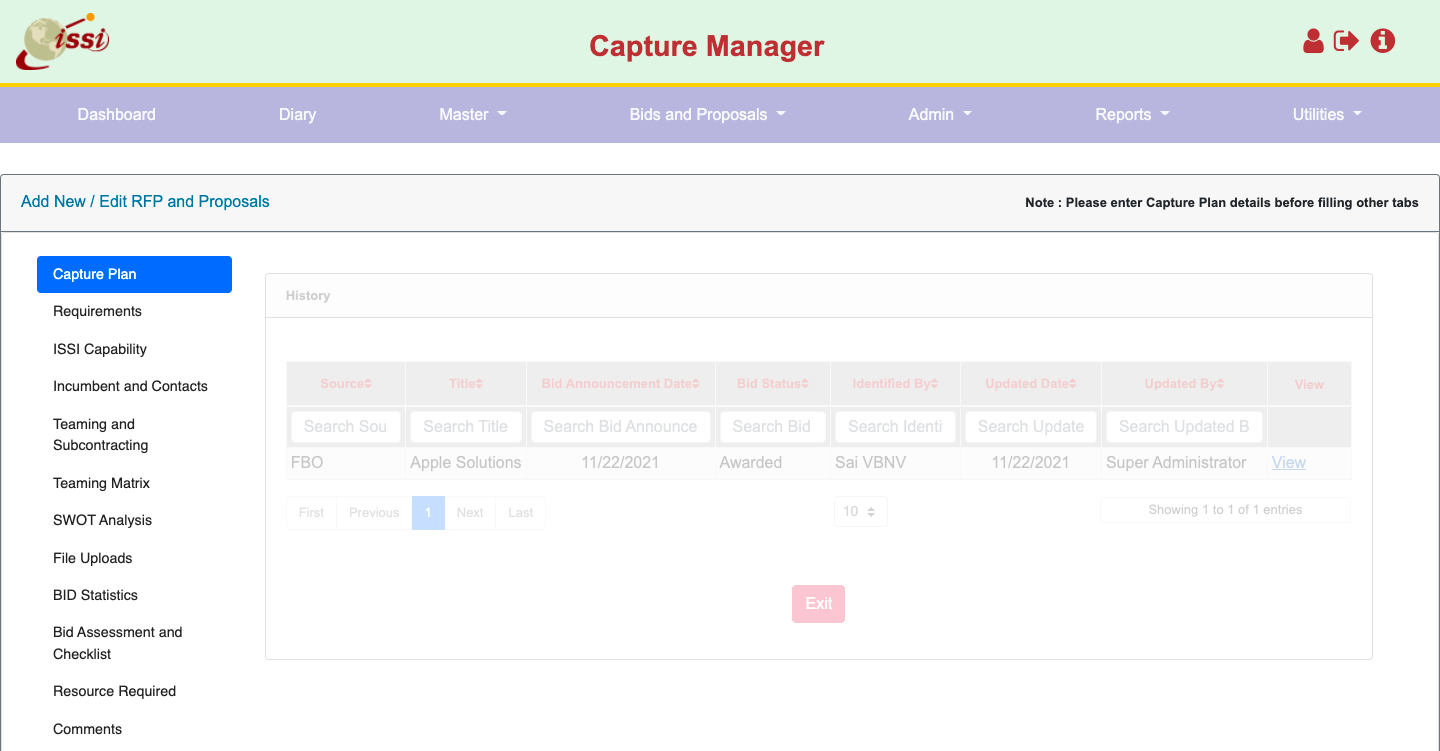 issi
Capture Manager
Dashboard Diary Master Bids and Proposals Admin Reports Utilities
Add New / Edit RFP and Proposals
Note : Please enter Capture Plan details before filling other tabs
Capture Plan
Requirements
ISSI Capability
Incumbent and Contacts
Teaming and
Subcontracting
Teaming Matrix
SWOT Analysis
File Uploads
BID Statistics
Bid Assessment and
Checklist
Resource Required
Comments
History
Source Title Bid Announcement Date Bid Status Identified By Updated Date Updated By View
Search Sou Search Title Search Bid Announce Search Bid Search Identi Search Update Search Updated B
FBO Apple Solutions 11/22/2021 Awarded Sai VBNV 11/22/2021 Super Administrator View
First Previous 1 Next Last 10 Showing 1 to 1 of 1 entries
Exit